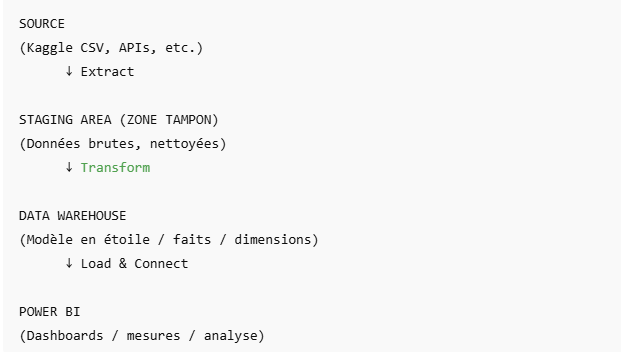 SOURCE
(Kaggle CSV, APIs, etc.)
↓ Extract
STAGING AREA (ZONE TAMPON)
(Données brutes, nettoyées)
↓ Transform
DATA WAREHOUSE
(Modèle en étoile / faits / dimensions)
↓ Load & Connect
POWER BI
(Dashboards / mesures / analyse)